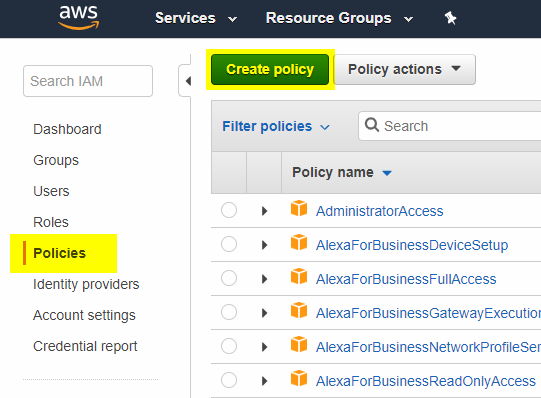 aws Services Resource Groups
Create policy Policy actions
Search IAM
Dashboard
Groups
Users
Roles
Policies
Identity providers
Account settings
Credential report
Filter policies Search
Policy name
AdministratorAccess
AlexaForBusinessDeviceSetup
AlexaForBusinessFullAccess
AlexaForBusinessGatewayExecution
AlexaForBusinessNetworkProfileSer
AlexaForBusinessReadOnlyAccess